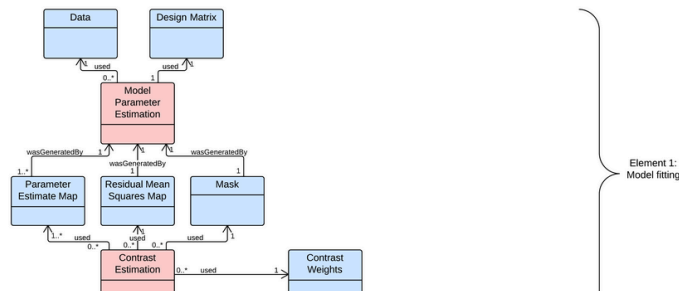 Data
Design Matrix
1
used
0..*
1
used
1
Model
Parameter
Estimation
wasGeneratedBy
1
1
1
wasGeneratedBy
wasGeneratedBy
1..*
1
1
Parameter
Estimate Map
Residual Mean
Squares Map
Mask
Element 1:
Model fitting
1..*
used
0..*
1
used
0..*
0..*
used
1
Contrast
Estimation
0..*
used
1
Contrast
Weights